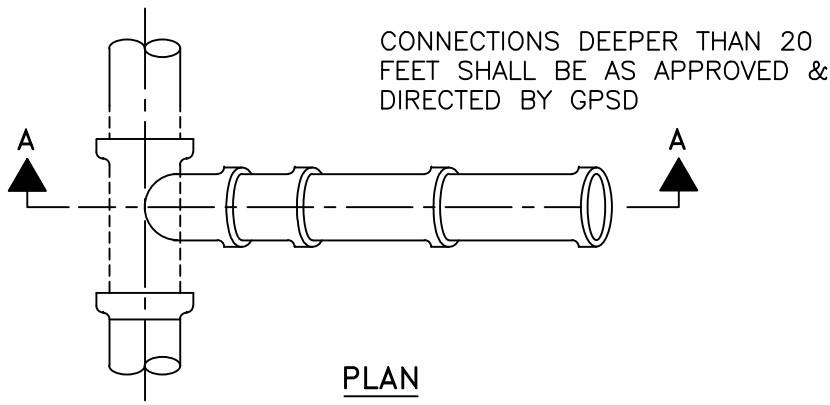 CONNECTIONS DEEPER THAN 20
FEET SHALL BE AS APPROVED &
DIRECTED BY GPSD
A
A
PLAN